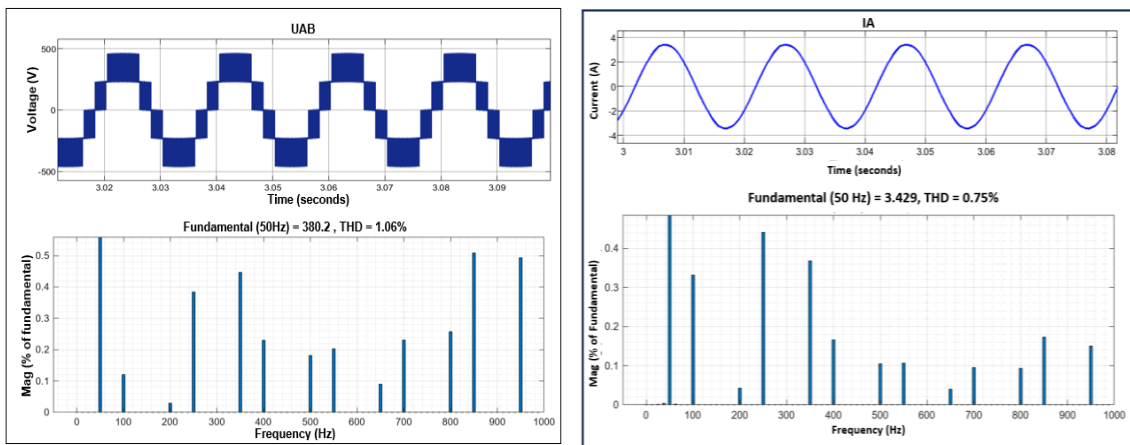 UAB
Voltage (V)
500
0
-500
3.02 3.03 3.04 3.05 3.06 3.07 3.08 3.09
Time (seconds)
Fundamental (50Hz) = 380.2 , THD = 1.06%
Mag (% of fundamental)
0.5
0.4
0.3
0.2
0.1
0
0 100 200 300 400 500 600 700 800 900 1000
Frequency (Hz)
IA
Current (A)
4
2
0
-2
-4
3 3.01 3.02 3.03 3.04 3.05 3.06 3.07 3.08
Time (seconds)
Fundamental (50 Hz) = 3.429, THD = 0.75%
Mag (% of Fundamental)
0.4
0.3
0.2
0.1
0
0 100 200 300 400 500 600 700 800 900 1000
Frequency (Hz)